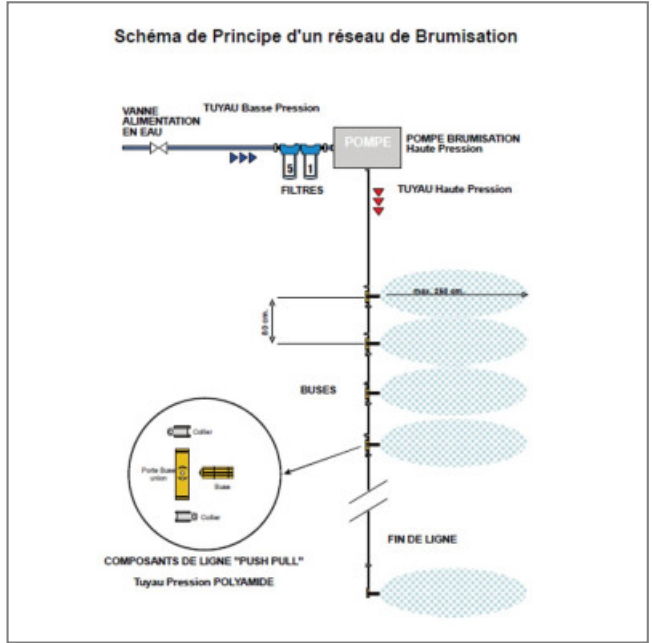 Schéma de Principe d'un réseau de Brumisation
VANNE
ALIMENTATION
EN EAU
TUYAU Basse Pression
POMPE
POMPE BRUMISATION
Haute Pression
5
1
FILTRES
TUYAU Haute Pression
max. 250 cm.
80 cm.
BUSES
Collier
Porte Buse
union
Buse
Collier
COMPOSANTS DE LIGNE "PUSH PULL"
Tuyau Pression POLYAMIDE
FIN DE LIGNE